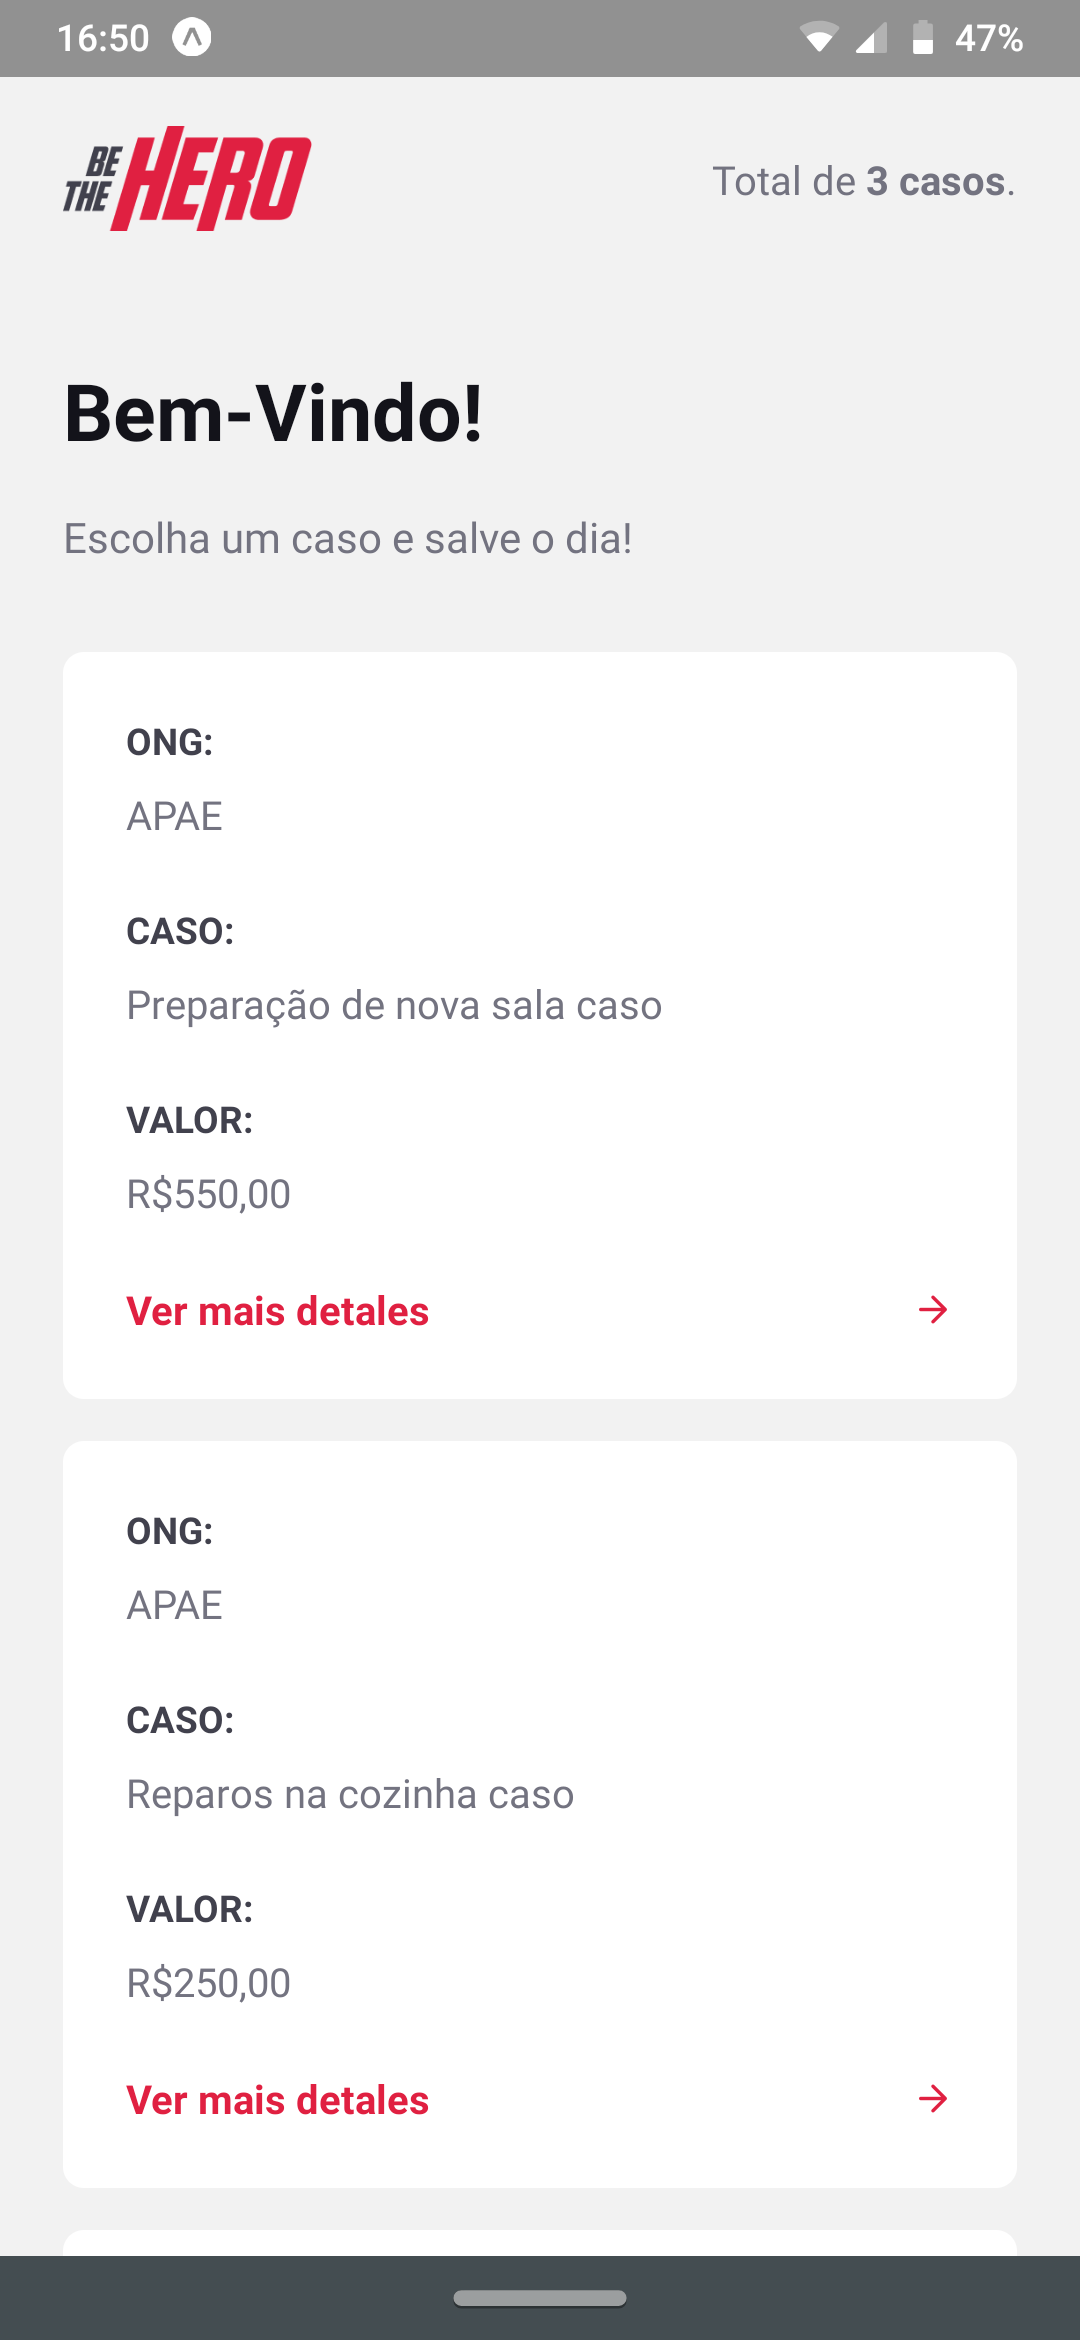 16:50
47%
BE
THE HERO
Total de 3 casos.
Bem-Vindo!
Escolha um caso e salve o dia!
ONG:
APAE
CASO:
Preparação de nova sala caso
VALOR:
R$550,00
Ver mais detales
ONG:
APAE
CASO:
Reparos na cozinha caso
VALOR:
R$250,00
Ver mais detales